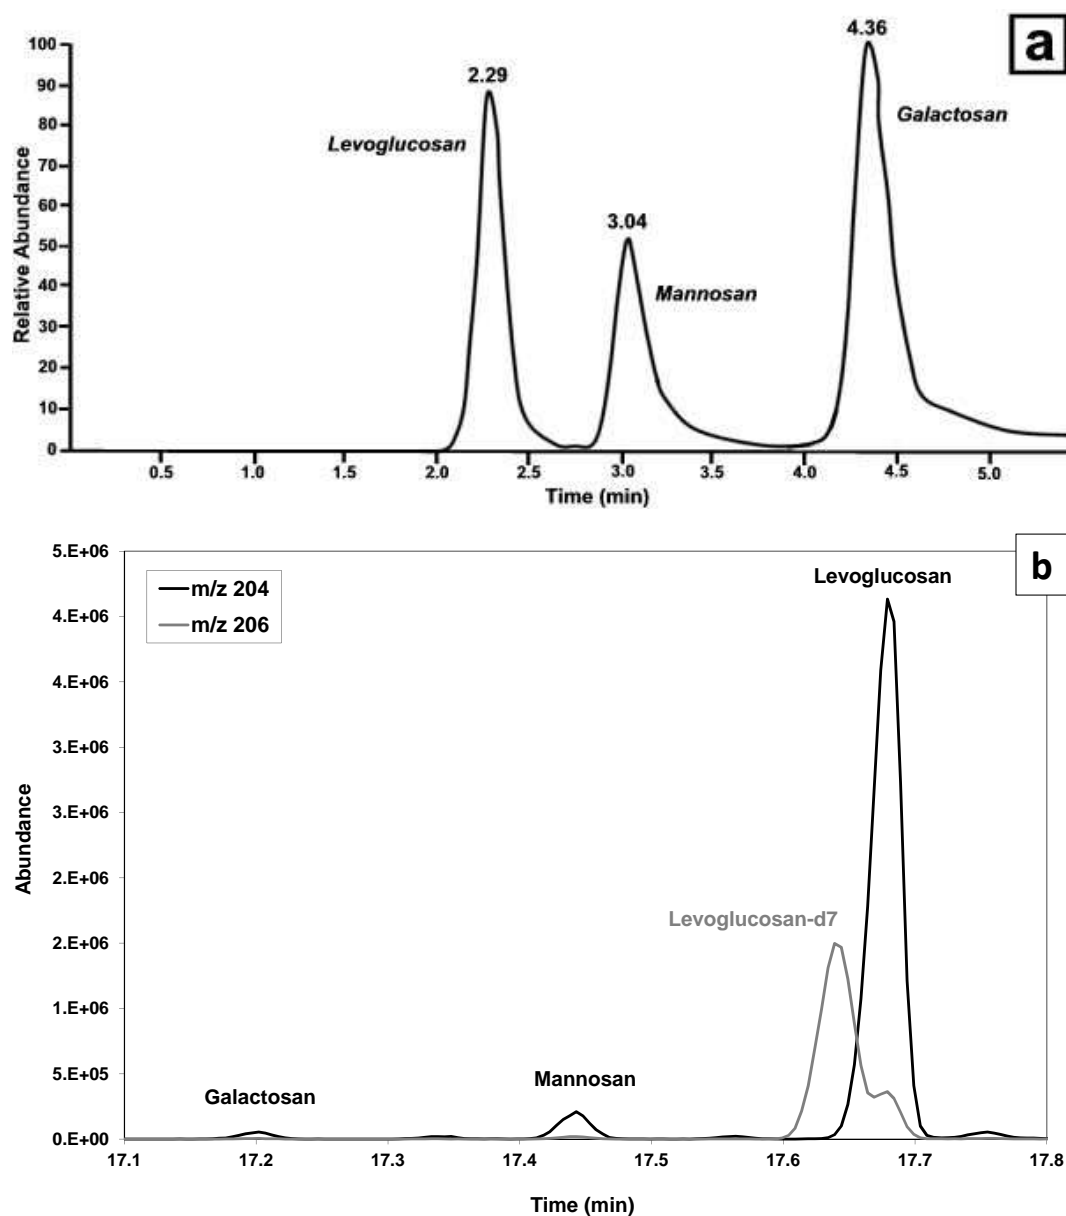 a
4.36
2.29
3.04
Levoglucosan
Mannosan
Galactosan
Relative Abundance
100
90
80
70
60
50
40
30
20
10
0
0.5 1.0 1.5 2.0 2.5 3.0 3.5 4.0 4.5 5.0
Time (min)
b
m/z 204
m/z 206
Levoglucosan
Levoglucosan-d7
Mannosan
Galactosan
Abundance
5.E+06
4.E+06
4.E+06
3.E+06
3.E+06
2.E+06
2.E+06
1.E+06
5.E+05
0.E+00
17.1 17.2 17.3 17.4 17.5 17.6 17.7 17.8
Time (min)